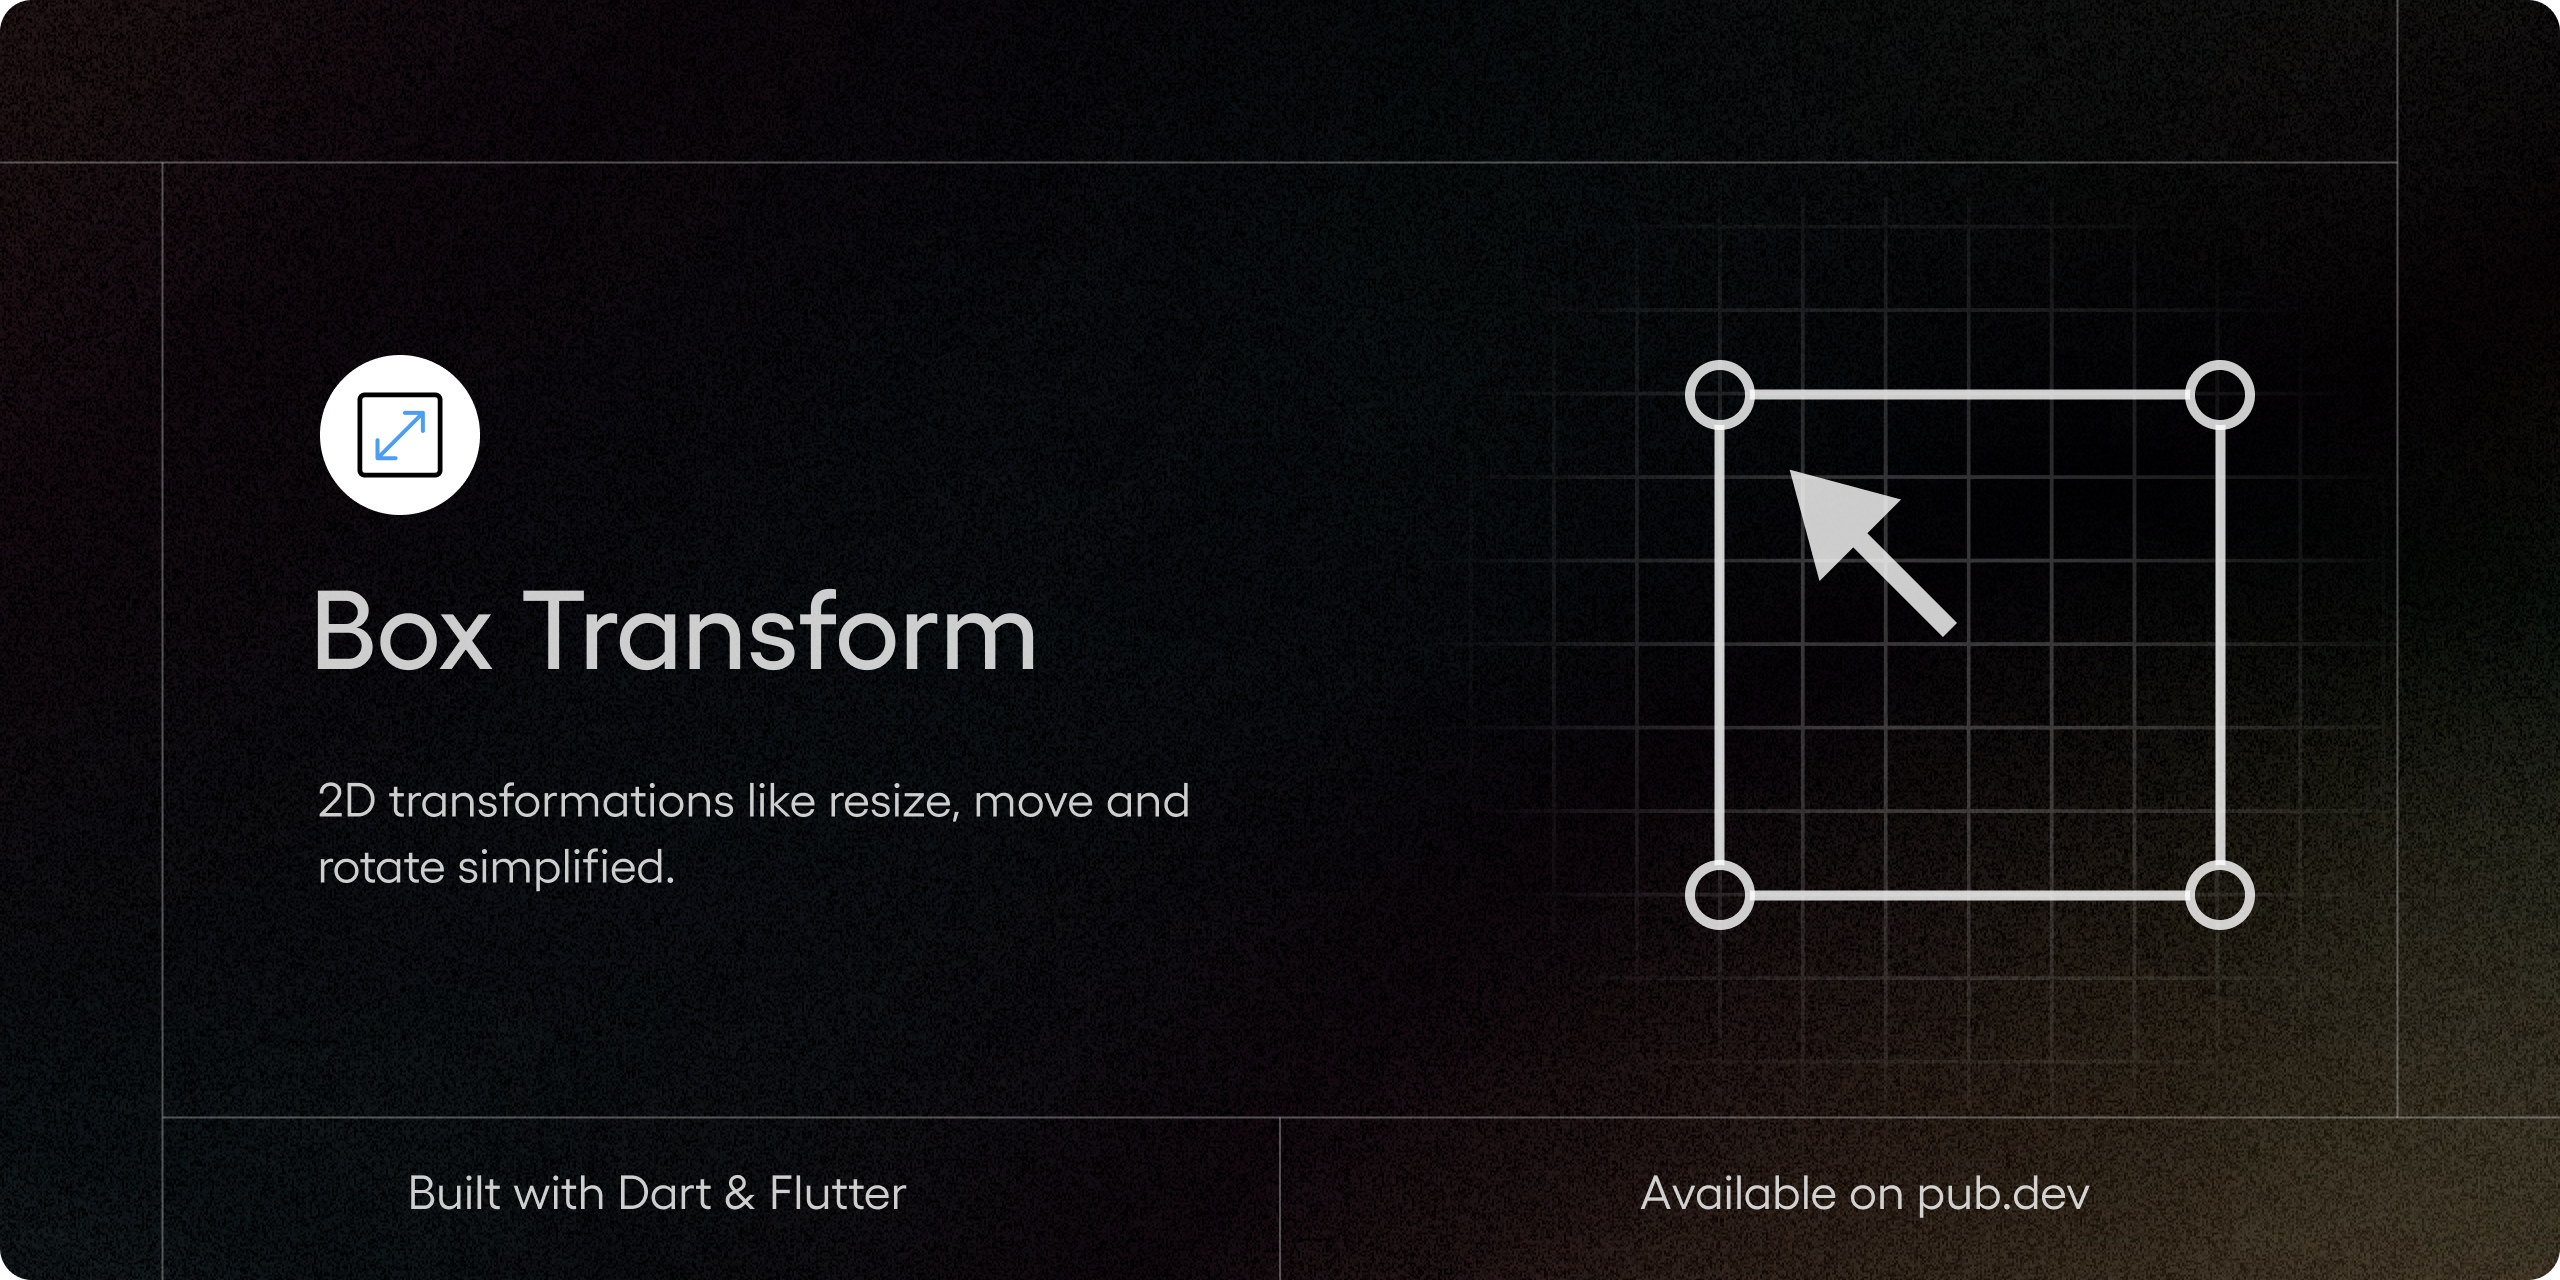 Box Transform
2D transformations like resize, move and
rotate simplified.
Built with Dart & Flutter
Available on pub.dev